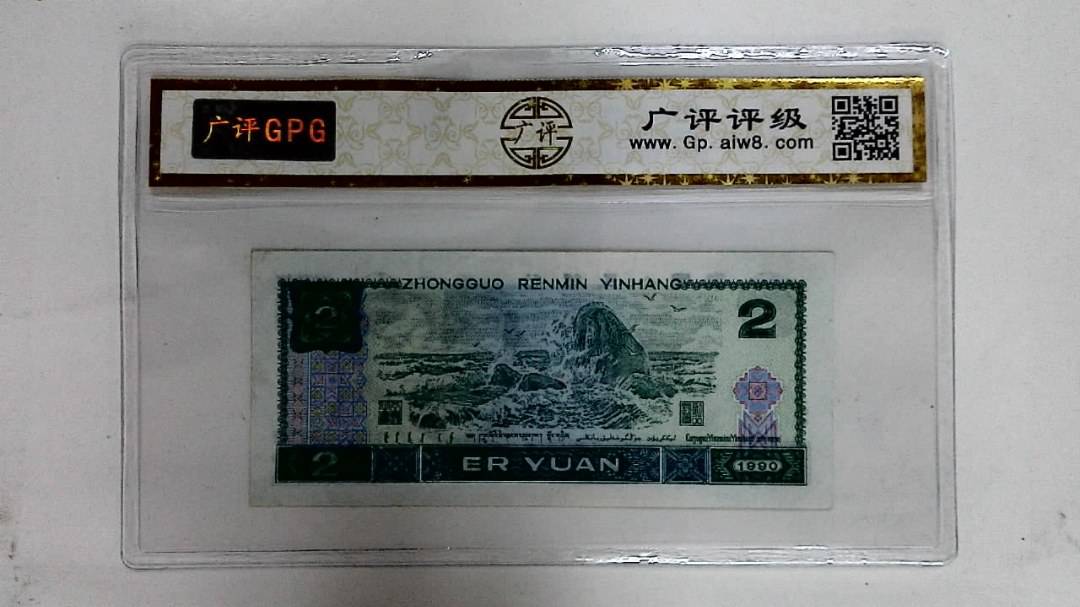 广评GPG
广评
广评评级
www.Gp.aiw8.com
ZHONGGUO RENMIN YINHANG
2
2
2
ER YUAN
1990